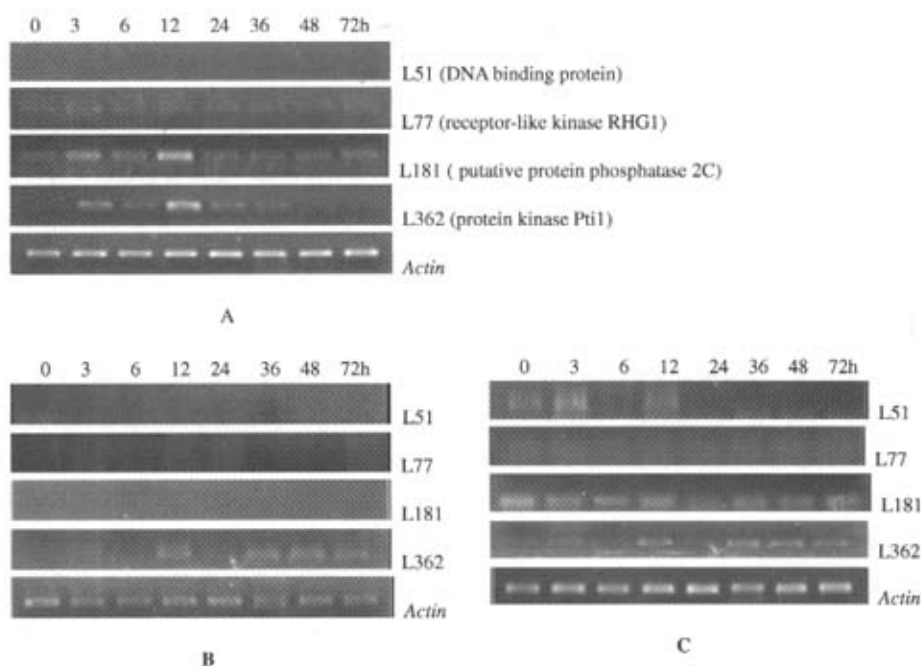 0 3 6 12 24 36 48 72h
L51 (DNA binding protein)
L77 (receptor-like kinase RHG1)
L181 ( putative protein phosphatase 2C)
L362 (protein kinase Pti1)
Actin
A
0 3 6 12 24 36 48 72h
L51
L77
L181
L362
Actin
B
0 3 6 12 24 36 48 72h
L51
L77
L181
L362
Actin
C